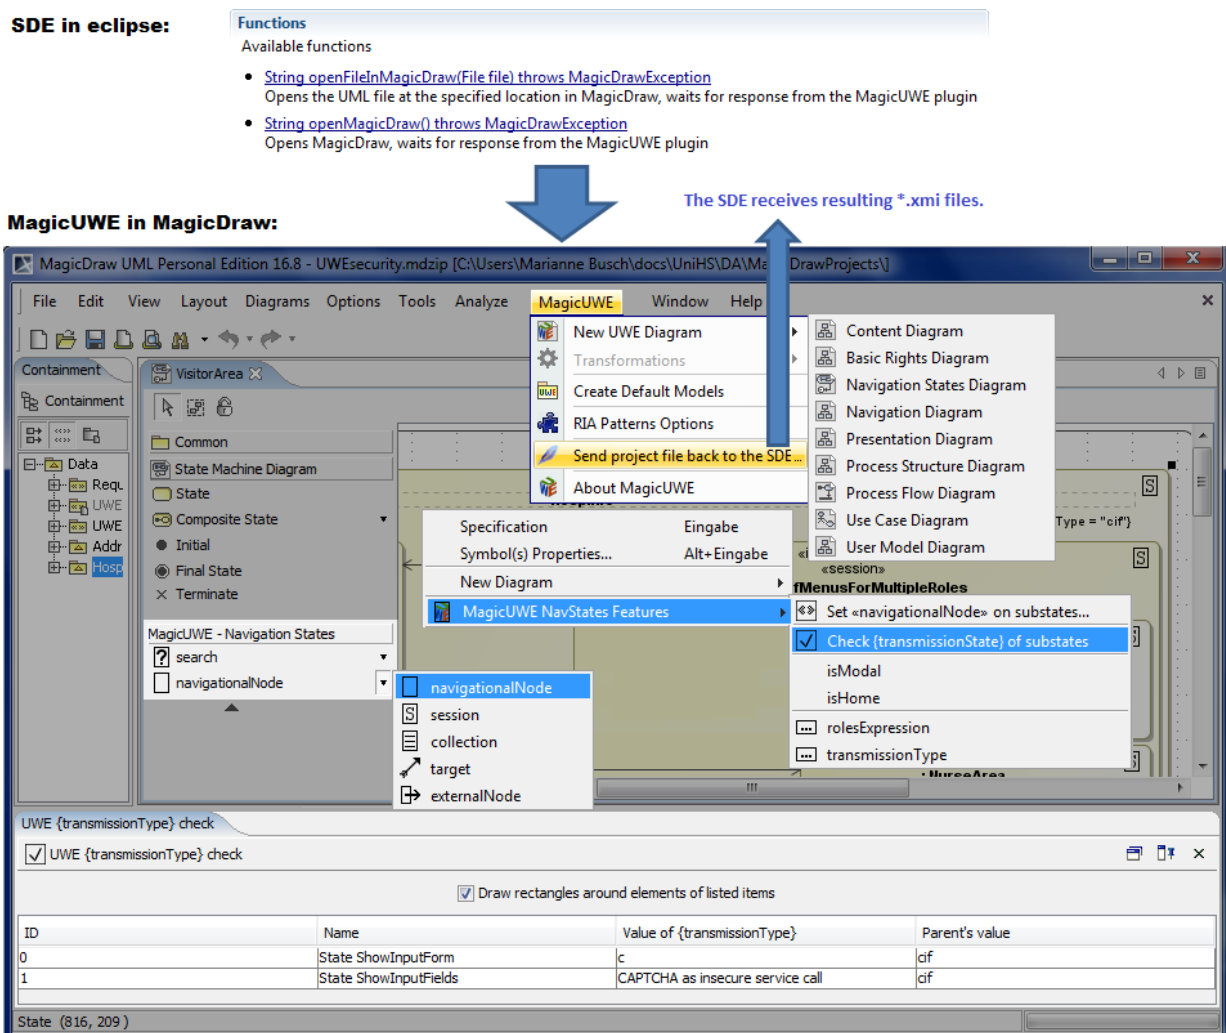 SDE in eclipse:
Functions
Available functions
String openFileInMagicDraw(File file) throws MagicDrawException
Opens the UML file at the specified location in MagicDraw, waits for response from the MagicUWE plugin
String openMagicDraw() throws MagicDrawException
Opens MagicDraw, waits for response from the MagicUWE plugin
The SDE receives resulting *.xmi files.
MagicUWE in MagicDraw:
MagicDraw UML Personal Edition 16.8 - UWEsecurity.mdzip [C:\Users\Marianne Busch\docs\UniHS\DA\Ma DrawProjects\]
File Edit View Layout Diagrams Options Tools Analyze MagicUWE Window Help
New UWE Diagram
Transformations
Create Default Models
RIA Patterns Options
Send project file back to the SDE...
About MagicUWE
Content Diagram
Basic Rights Diagram
Navigation States Diagram
Navigation Diagram
Presentation Diagram
Process Structure Diagram
Process Flow Diagram
Use Case Diagram
User Model Diagram
Containment
Containment
Data
Requ
UWE
UWE
Addr
Hosp
VisitorArea
Common
State Machine Diagram
State
Composite State
Initial
Final State
Terminate
MagicUWE - Navigation States
search
navigationalNode
navigationalNode
session
collection
target
externalNode
Specification Eingabe
Symbol(s) Properties... Alt+Eingabe
New Diagram
MagicUWE NavStates Features
S
Type = "cif"}
S
«session»
fMenusForMultipleRoles
Set «navigationalNode» on substates...
Check {transmissionState} of substates
isModal
isHome
rolesExpression
transmissionType
: NurseArea
UWE {transmissionType} check
UWE {transmissionType} check
Draw rectangles around elements of listed items
ID Name Value of {transmissionType} Parent's value
0 State ShowInputForm c cif
1 State ShowInputFields CAPTCHA as insecure service call cif
State (816, 209 )